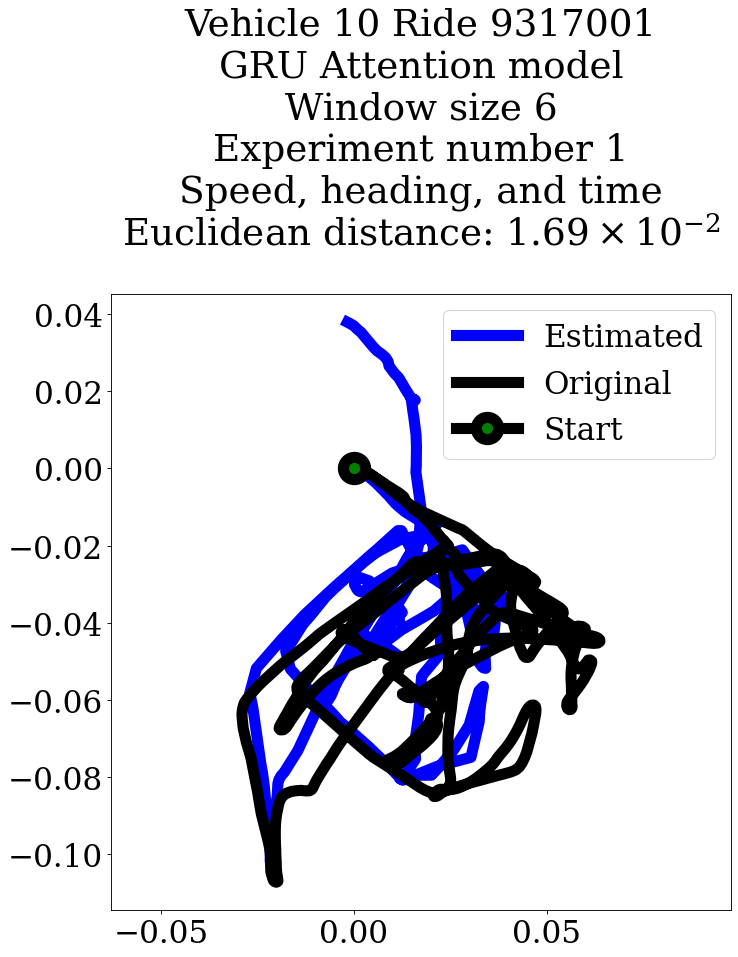 Vehicle 10 Ride 9317001
GRU Attention model
Window size 6
Experiment number 1
Speed, heading, and time
Euclidean distance: 1.69 × 10⁻²
0.04
0.02
0.00
−0.02
−0.04
−0.06
−0.08
−0.10
Estimated
Original
Start
−0.05
0.00
0.05